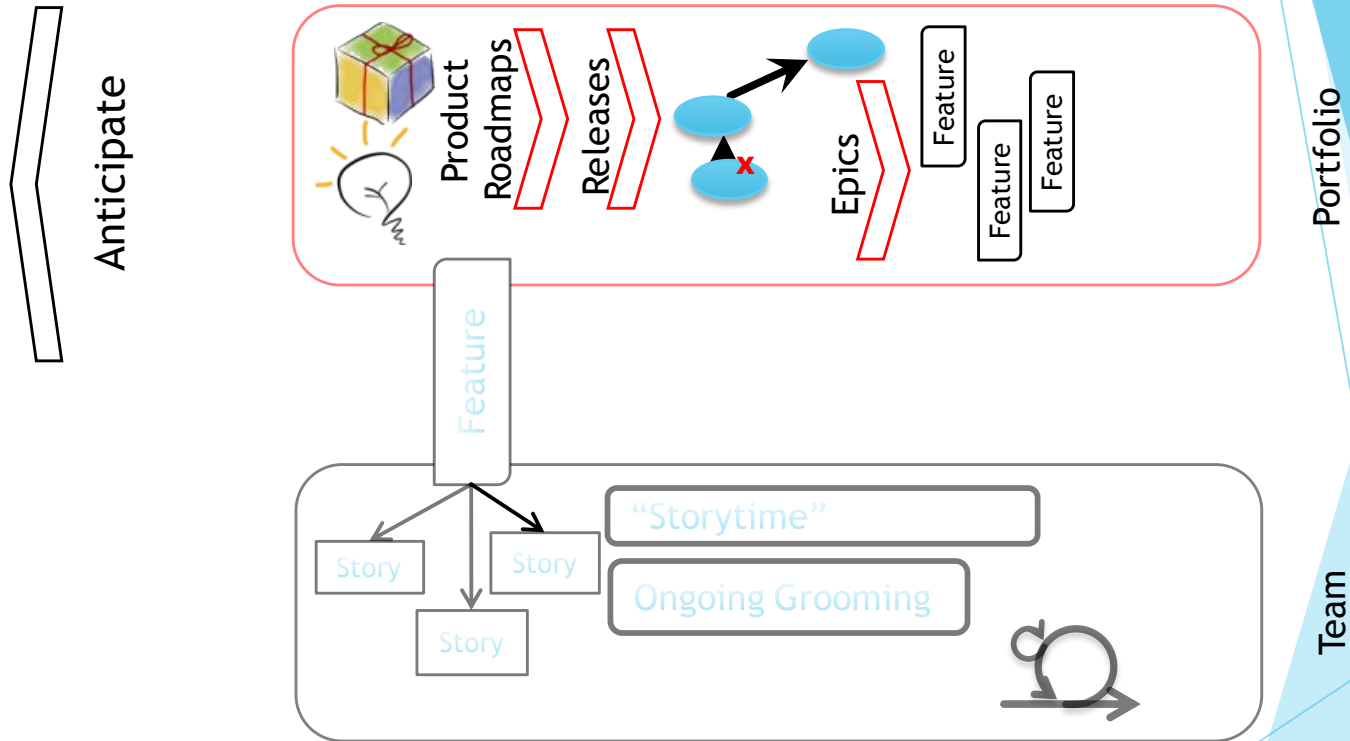 Anticipate
Product
Roadmaps
Releases
x
Epics
Feature
Feature
Feature
Portfolio
Feature
Story
Story
Story
“Storytime”
Ongoing Grooming
Team